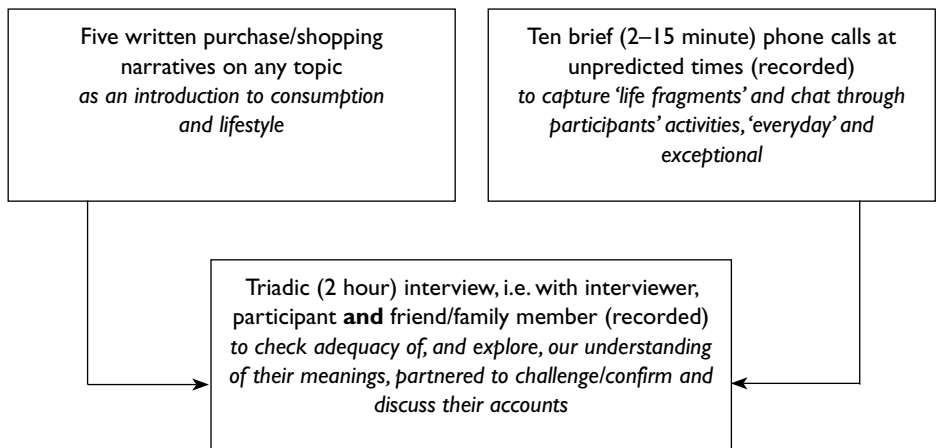 Five written purchase/shopping
narratives on any topic
as an introduction to consumption
and lifestyle
Ten brief (2–15 minute) phone calls at
unpredicted times (recorded)
to capture ‘life fragments’ and chat through
participants’ activities, ‘everyday’ and
exceptional
Triadic (2 hour) interview, i.e. with interviewer,
participant and friend/family member (recorded)
to check adequacy of, and explore, our understanding
of their meanings, partnered to challenge/confirm and
discuss their accounts